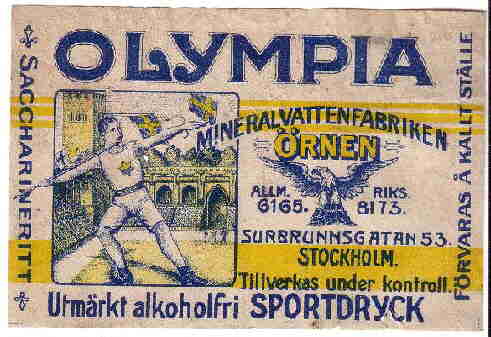 OLYMPIA
SACCHARINFRITT
MINERALVATTENFABRIKEN
ÖRNEN
ALLM. RIKS.
6165. 8173.
SURBRUNNSGATAN 53.
STOCKHOLM.
Tillverkas under kontroll.
Utmärkt alkoholfri SPORTDRYCK
FÖRVARAS Å KALLT STÄLLE